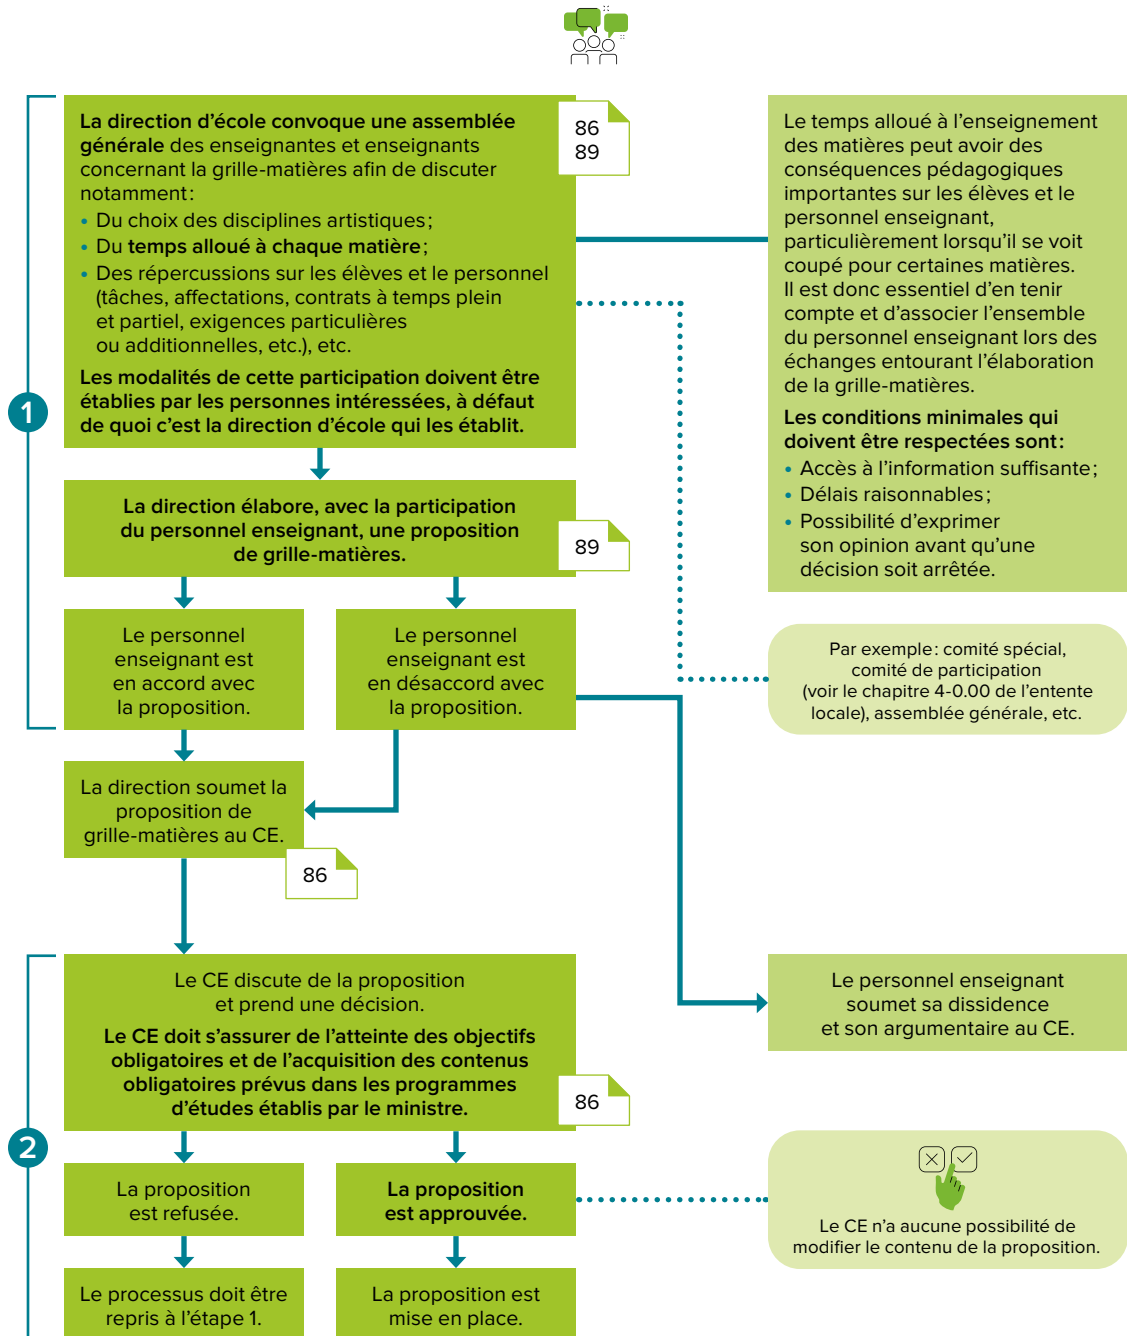 La direction d'école convoque une assemblée
générale des enseignantes et enseignants
concernant la grille-matières afin de discuter
notamment :
• Du choix des disciplines artistiques ;
• Du temps alloué à chaque matière ;
• Des répercussions sur les élèves et le personnel
(tâches, affectations, contrats à temps plein
et partiel, exigences particulières
ou additionnelles, etc.), etc.
Les modalités de cette participation doivent être
établies par les personnes intéressées, à défaut
de quoi c'est la direction d'école qui les établit.
86
89
Le temps alloué à l'enseignement
des matières peut avoir des
conséquences pédagogiques
importantes sur les élèves et le
personnel enseignant,
particulièrement lorsqu'il se voit
coupé pour certaines matières.
Il est donc essentiel d'en tenir
compte et d'associer l'ensemble
du personnel enseignant lors des
échanges entourant l'élaboration
de la grille-matières.
Les conditions minimales qui
doivent être respectées sont :
• Accès à l'information suffisante ;
• Délais raisonnables ;
• Possibilité d'exprimer
son opinion avant qu'une
décision soit arrêtée.
1
La direction élabore, avec la participation
du personnel enseignant, une proposition
de grille-matières.
89
Le personnel
enseignant est
en accord avec
la proposition.
Le personnel
enseignant est
en désaccord avec
la proposition.
Par exemple : comité spécial,
comité de participation
(voir le chapitre 4-0.00 de l'entente
locale), assemblée générale, etc.
La direction soumet la
proposition de
grille-matières au CE.
86
Le CE discute de la proposition
et prend une décision.
Le CE doit s'assurer de l'atteinte des objectifs
obligatoires et de l'acquisition des contenus
obligatoires prévus dans les programmes
d'études établis par le ministre.
86
Le personnel enseignant
soumet sa dissidence
et son argumentaire au CE.
2
La proposition
est refusée.
La proposition
est approuvée.
Le CE n'a aucune possibilité de
modifier le contenu de la proposition.
Le processus doit être
repris à l'étape 1.
La proposition est
mise en place.